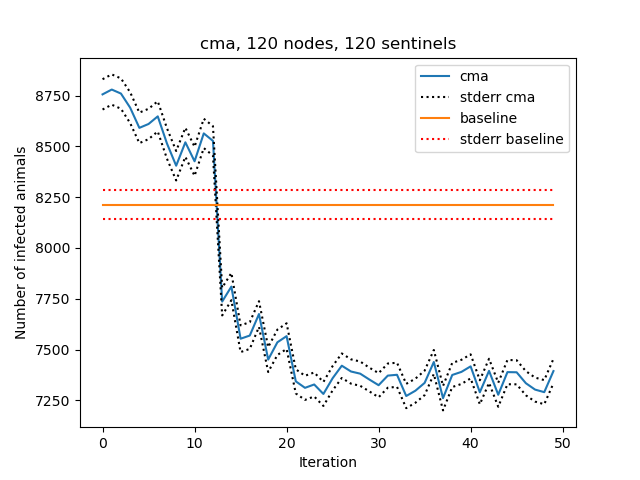 cma, 120 nodes, 120 sentinels
cma
stderr cma
baseline
stderr baseline
Number of infected animals
8750
8500
8250
8000
7750
7500
7250
0 10 20 30 40 50
Iteration